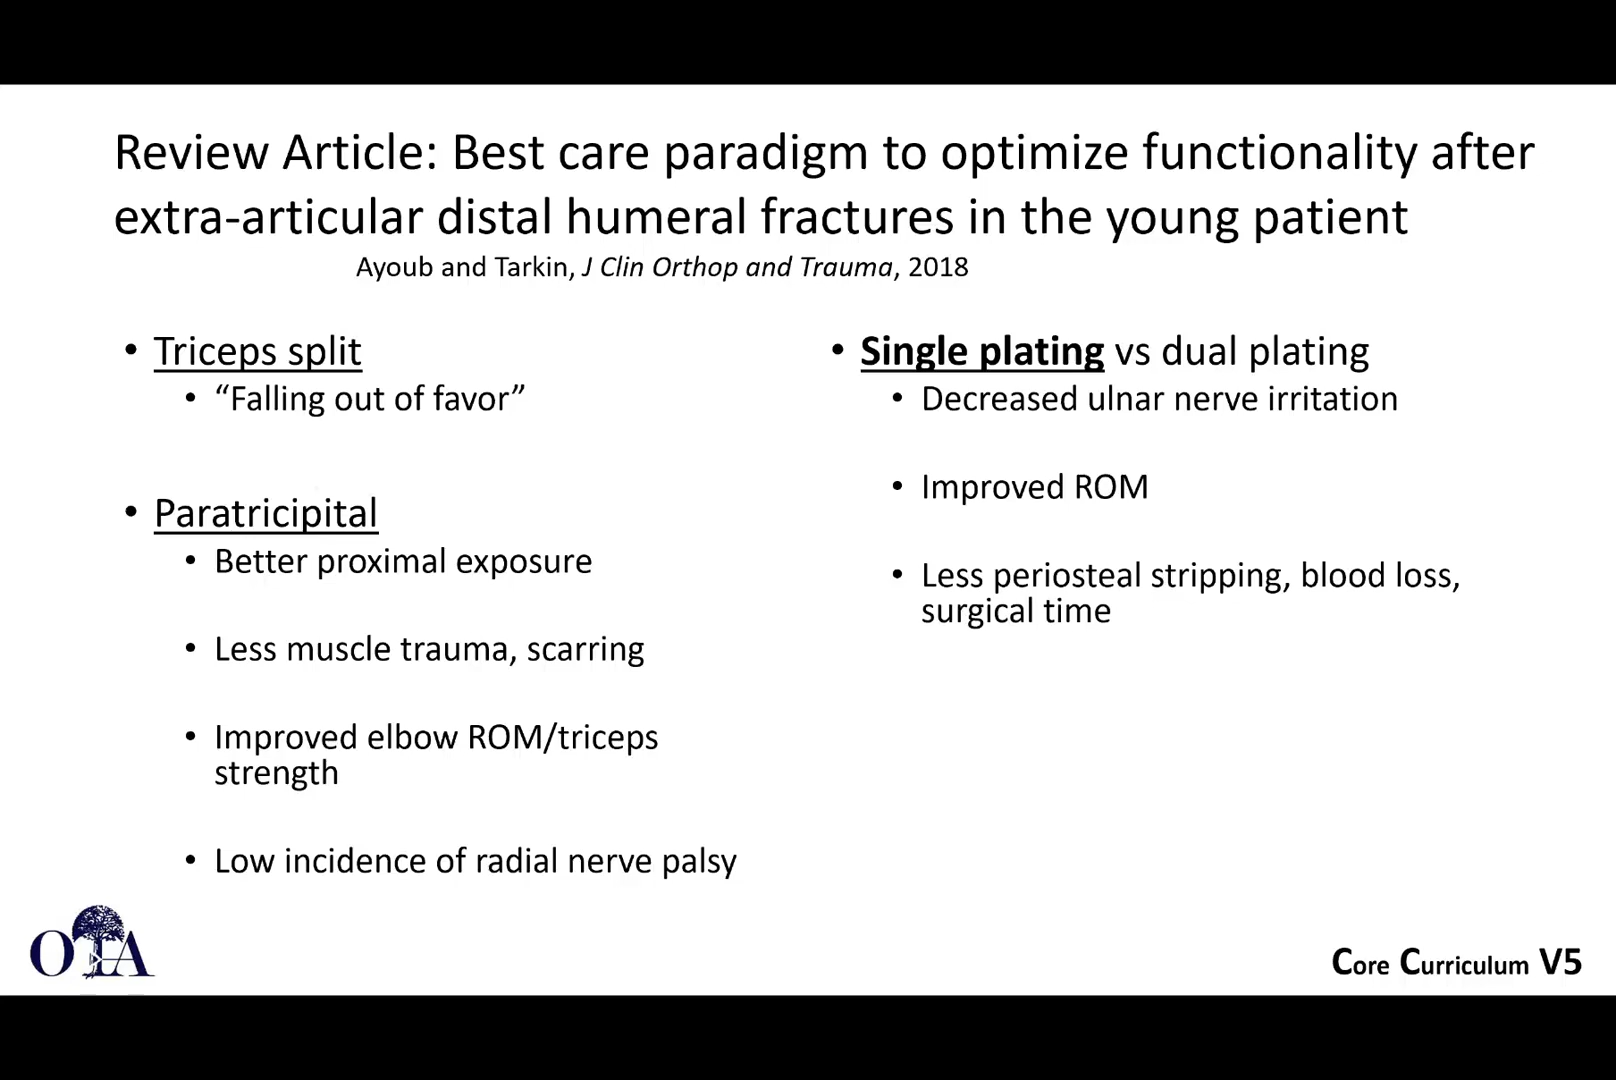 Review Article: Best care paradigm to optimize functionality after
extra-articular distal humeral fractures in the young patient
Ayoub and Tarkin, J Clin Orthop and Trauma, 2018
• Triceps split
• “Falling out of favor”
• Paratricipital
• Better proximal exposure
• Less muscle trauma, scarring
• Improved elbow ROM/triceps
strength
• Low incidence of radial nerve palsy
• Single plating vs dual plating
• Decreased ulnar nerve irritation
• Improved ROM
• Less periosteal stripping, blood loss,
surgical time
OTA
Core Curriculum V5